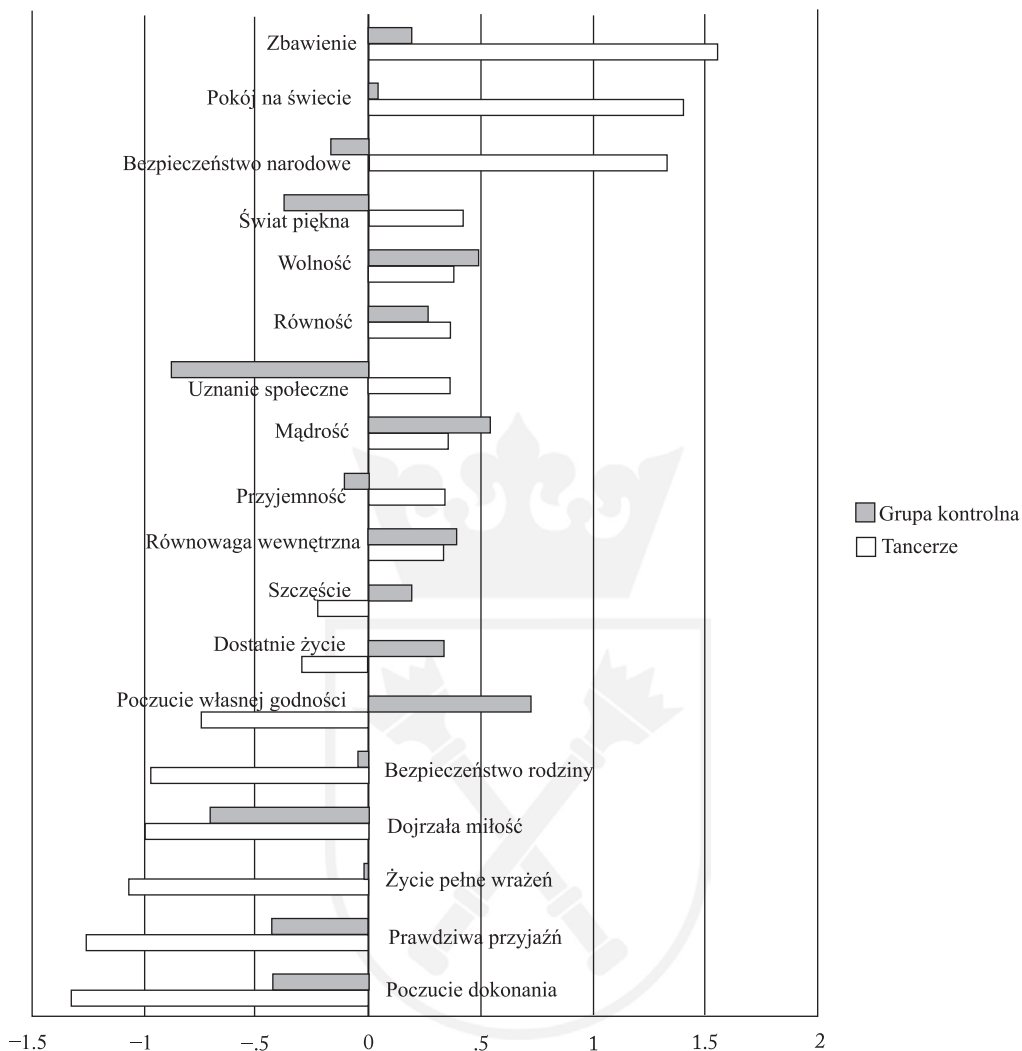 Zbawienie
Pokój na świecie
Bezpieczeństwo narodowe
Świat piękna
Wolność
Równość
Uznanie społeczne
Mądrość
Przyjemność
Równowaga wewnętrzna
Szczęście
Dostatnie życie
Poczucie własnej godności
Bezpieczeństwo rodziny
Dojrzała miłość
Życie pełne wrażeń
Prawdziwa przyjaźń
Poczucie dokonania
Grupa kontrolna
Tancerze
−1.5 −1 −.5 0 .5 1 1.5 2